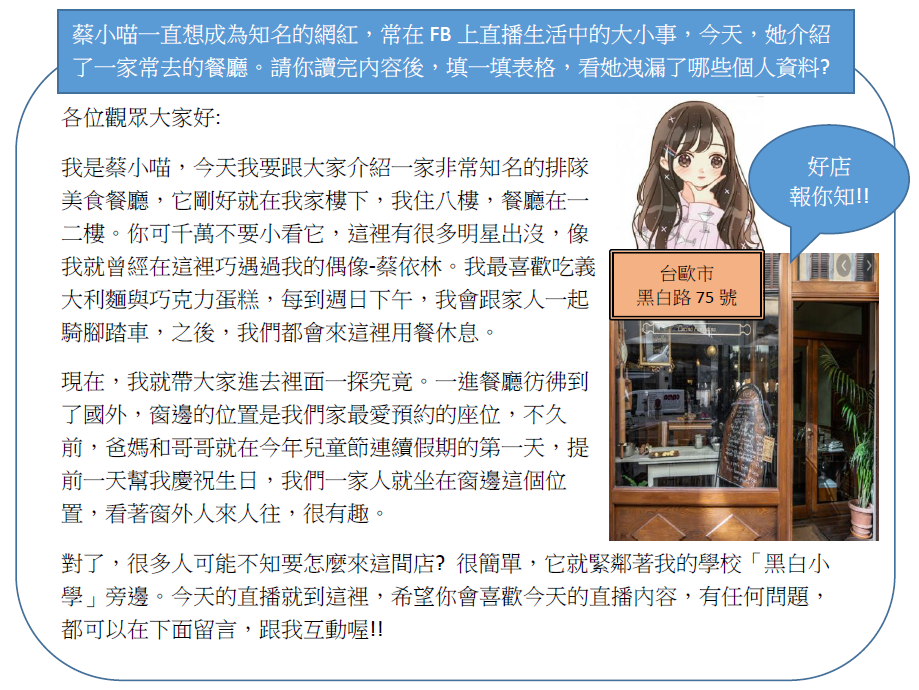 蔡小喵一直想成為知名的網紅，常在 FB 上直播生活中的大小事，今天，她介紹
了一家常去的餐廳。請你讀完內容後，填一填表格，看她洩漏了哪些個人資料?
各位觀眾大家好:
我是蔡小喵，今天我要跟大家介紹一家非常知名的排隊
美食餐廳，它剛好就在我家樓下，我住八樓，餐廳在一
二樓。你可千萬不要小看它，這裡有很多明星出沒，像
我就曾經在這裡巧遇過我的偶像-蔡依林。我最喜歡吃義
大利麵與巧克力蛋糕，每到週日下午，我會跟家人一起
騎腳踏車，之後，我們都會來這裡用餐休息。
好店
報你知!!
台歐市
黑白路 75 號
現在，我就帶大家進去裡面一探究竟。一進餐廳彷彿到
了國外，窗邊的位置是我們家最愛預約的座位，不久
前，爸媽和哥哥就在今年兒童節連續假期的第一天，提
前一天幫我慶祝生日，我們一家人就坐在窗邊這個位
置，看著窗外人來人往，很有趣。
對了，很多人可能不知要怎麼來這間店? 很簡單，它就緊鄰著我的學校「黑白小
學」旁邊。今天的直播就到這裡，希望你會喜歡今天的直播內容，有任何問題，
都可以在下面留言，跟我互動喔!!